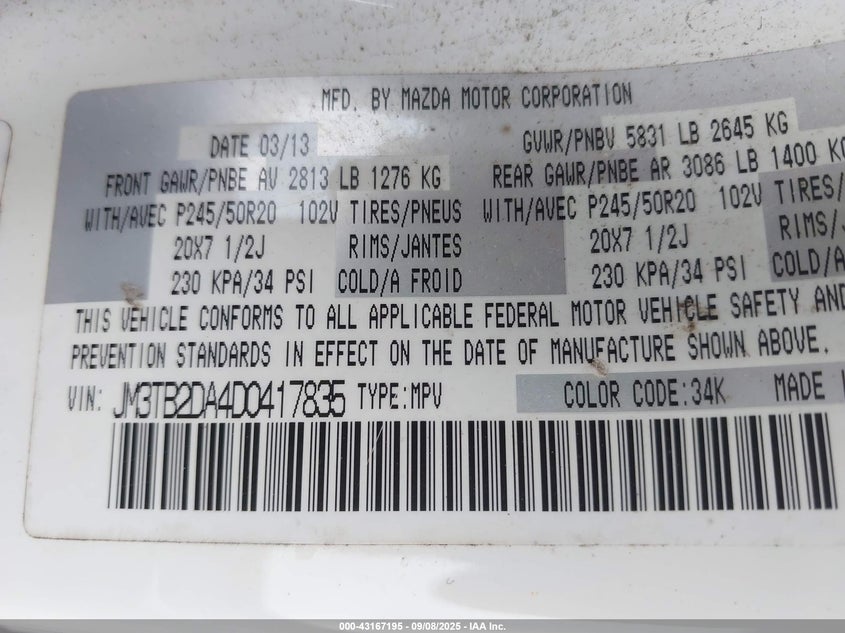 MFD. BY MAZDA MOTOR CORPORATION
DATE 03/13 GVWR/PNBV 5831 LB 2645 KG
FRONT GAWR/PNBE AV 2813 LB 1276 KG REAR GAWR/PNBE AR 3086 LB 1400 KG
WITH/AVEC P245/50R20 102V TIRES/PNEUS WITH/AVEC P245/50R20 102V TIRES/
20X7 1/2J RIMS/JANTES 20X7 1/2J RIMS/
230 KPA/34 PSI COLD/A FROID 230 KPA/34 PSI COLD/A
THIS VEHICLE CONFORMS TO ALL APPLICABLE FEDERAL MOTOR VEHICLE SAFETY AND
PREVENTION STANDARDS IN EFFECT ON THE DATE OF MANUFACTURE SHOWN ABOVE.
VIN: JM3TB2DA4D0417835 TYPE:MPV COLOR CODE:34K MADE
000-43167195 - 09/08/2025 - IAA Inc.